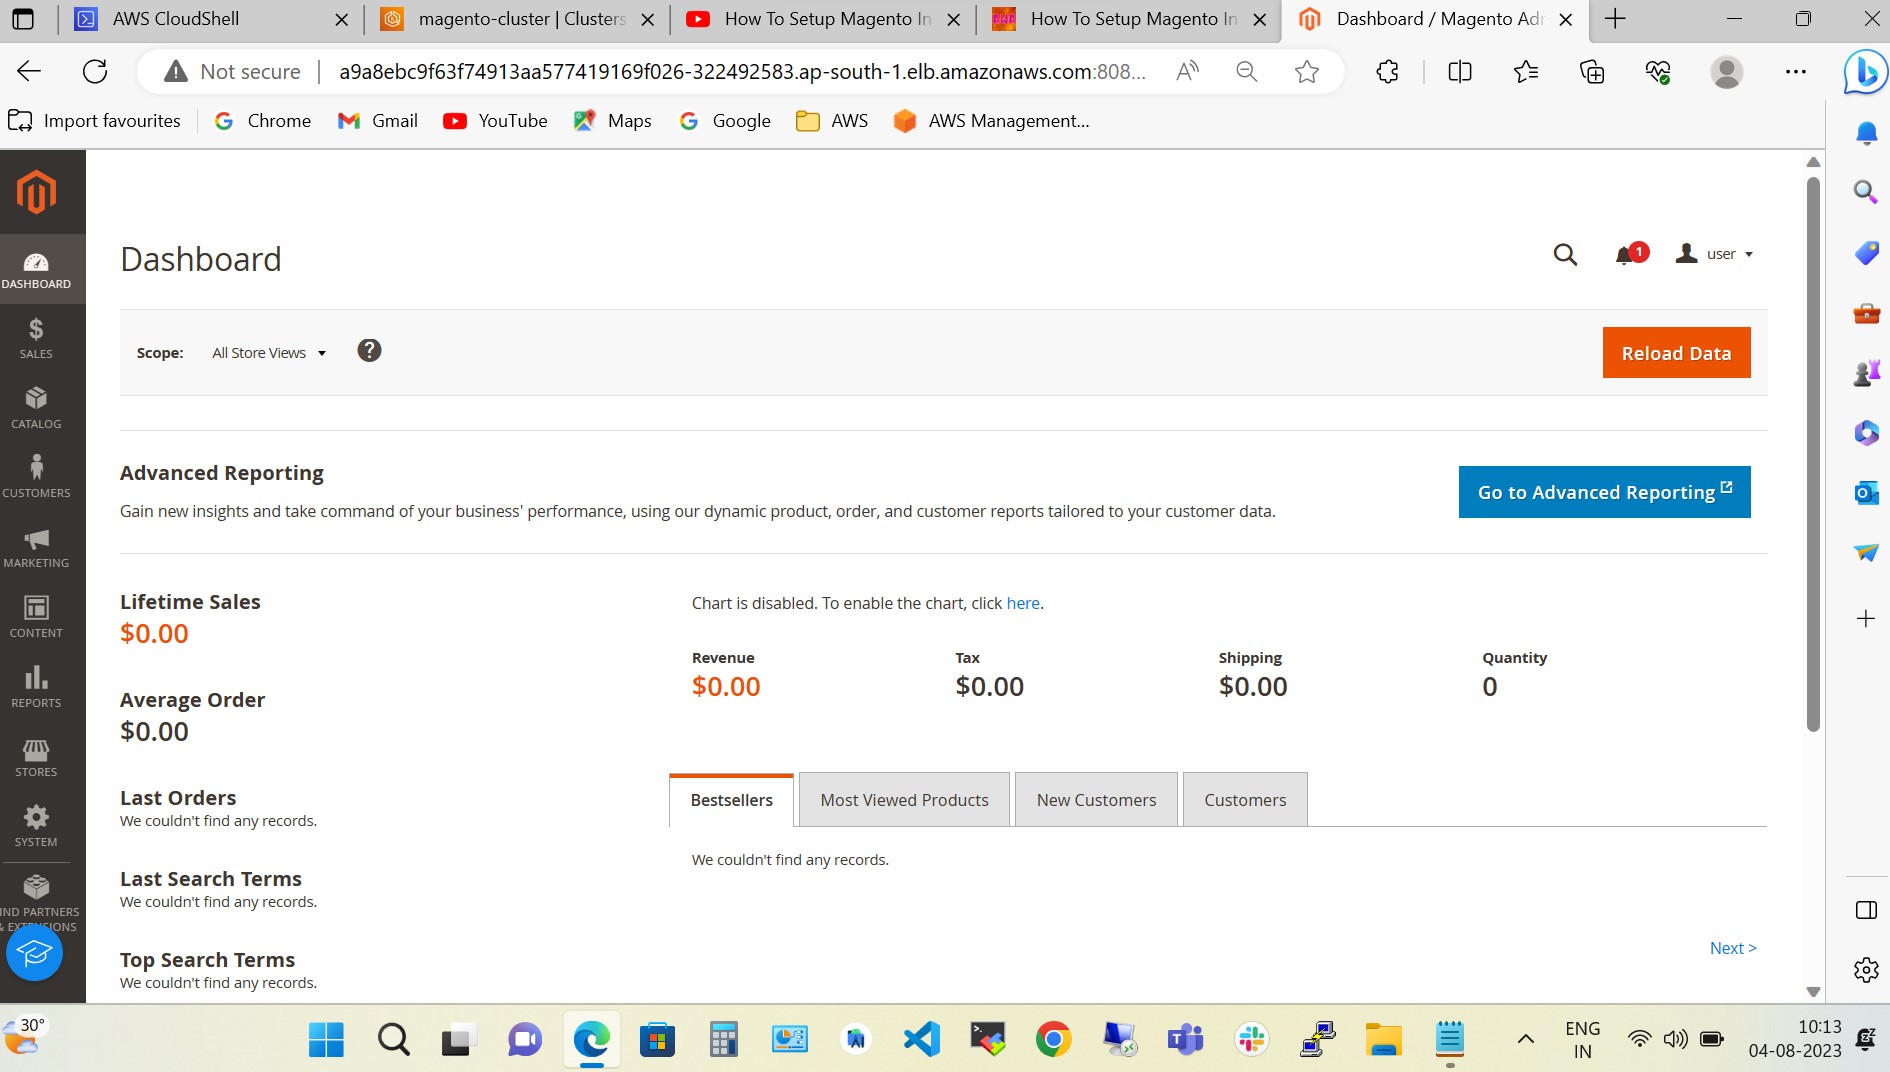 AWS CloudShell
magento-cluster | Clusters
How To Setup Magento In
How To Setup Magento In
Dashboard / Magento Adm
Not secure
a9a8ebc9f63f74913aa577419169f026-322492583.ap-south-1.elb.amazonaws.com:808...
Import favourites
Chrome
Gmail
YouTube
Maps
Google
AWS
AWS Management...
Dashboard
1
user
DASHBOARD
SALES
CATALOG
CUSTOMERS
MARKETING
CONTENT
REPORTS
STORES
SYSTEM
IND PARTNERS
& EXTENSIONS
Scope:
All Store Views
?
Reload Data
Advanced Reporting
Gain new insights and take command of your business' performance, using our dynamic product, order, and customer reports tailored to your customer data.
Go to Advanced Reporting
Lifetime Sales
$0.00
Average Order
$0.00
Last Orders
We couldn't find any records.
Last Search Terms
We couldn't find any records.
Top Search Terms
We couldn't find any records.
Chart is disabled. To enable the chart, click here.
Revenue
$0.00
Tax
$0.00
Shipping
$0.00
Quantity
0
Bestsellers
Most Viewed Products
New Customers
Customers
We couldn't find any records.
Next >
30°
ENG
IN
10:13
04-08-2023